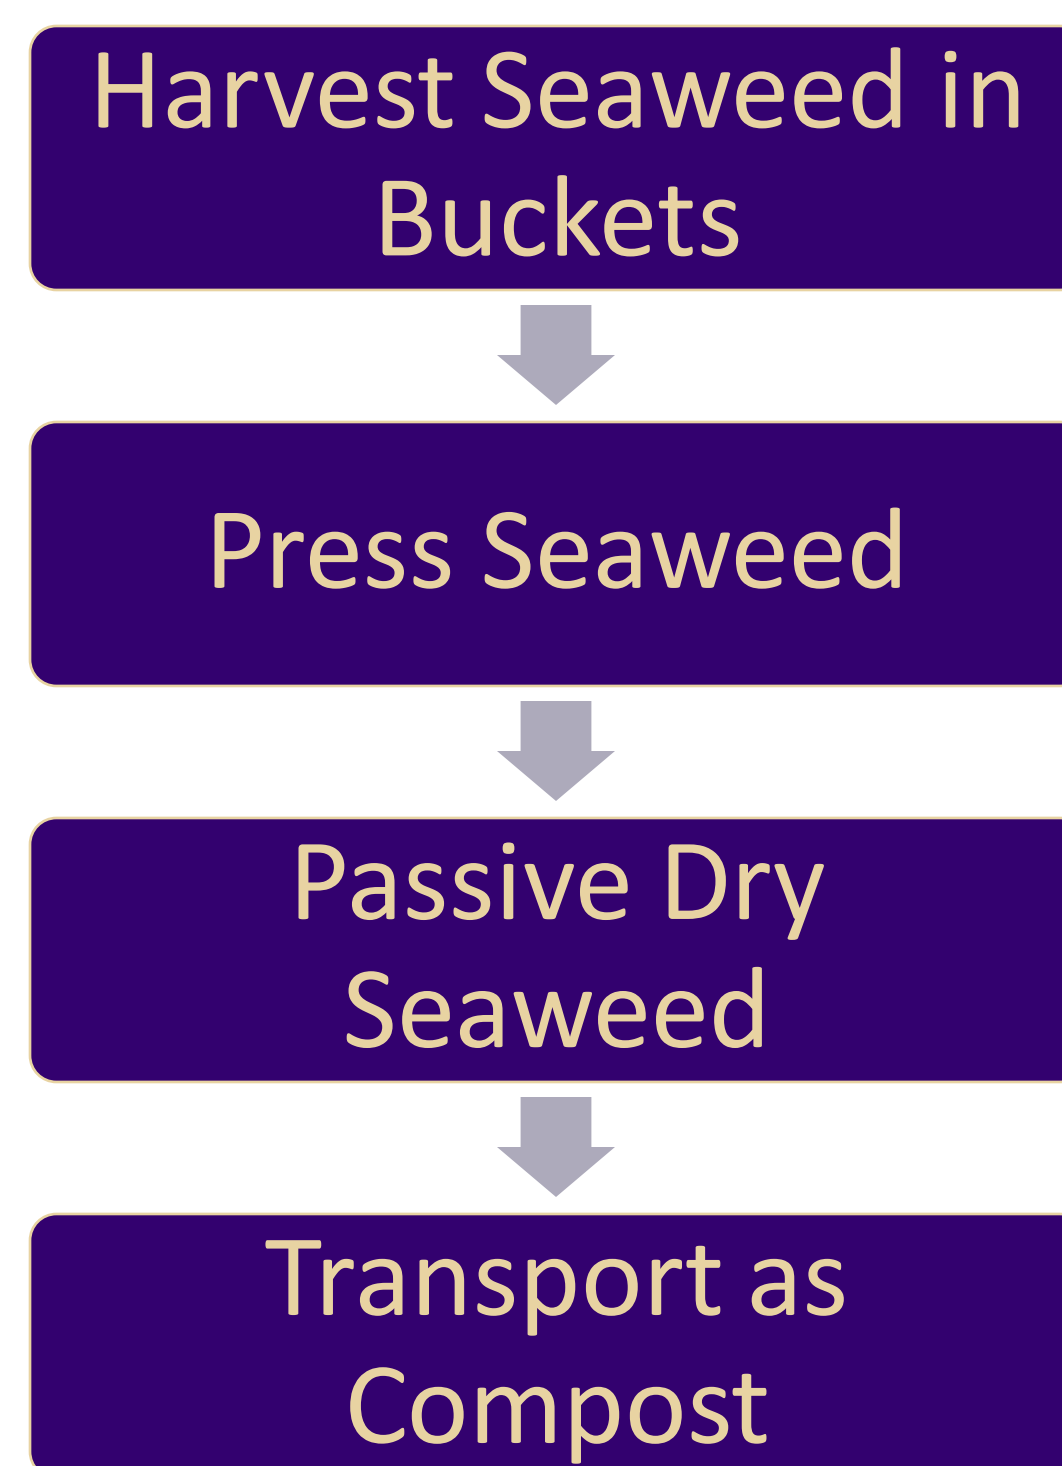 Harvest Seaweed in
Buckets
Press Seaweed
Passive Dry
Seaweed
Transport as
Compost